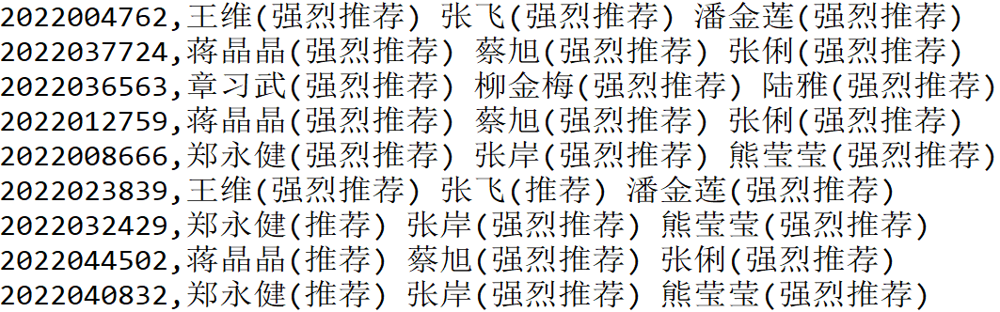 2022004762,王维(强烈推荐) 张飞(强烈推荐) 潘金莲(强烈推荐)
2022037724,蒋晶晶(强烈推荐) 蔡旭(强烈推荐) 张俐(强烈推荐)
2022036563,章习武(强烈推荐) 柳金梅(强烈推荐) 陆雅(强烈推荐)
2022012759,蒋晶晶(强烈推荐) 蔡旭(强烈推荐) 张俐(强烈推荐)
2022008666,郑永健(强烈推荐) 张岸(强烈推荐) 熊莹莹(强烈推荐)
2022023839,王维(强烈推荐) 张飞(推荐) 潘金莲(强烈推荐)
2022032429,郑永健(推荐) 张岸(强烈推荐) 熊莹莹(强烈推荐)
2022044502,蒋晶晶(推荐) 蔡旭(强烈推荐) 张俐(强烈推荐)
2022040832,郑永健(推荐) 张岸(强烈推荐) 熊莹莹(强烈推荐)